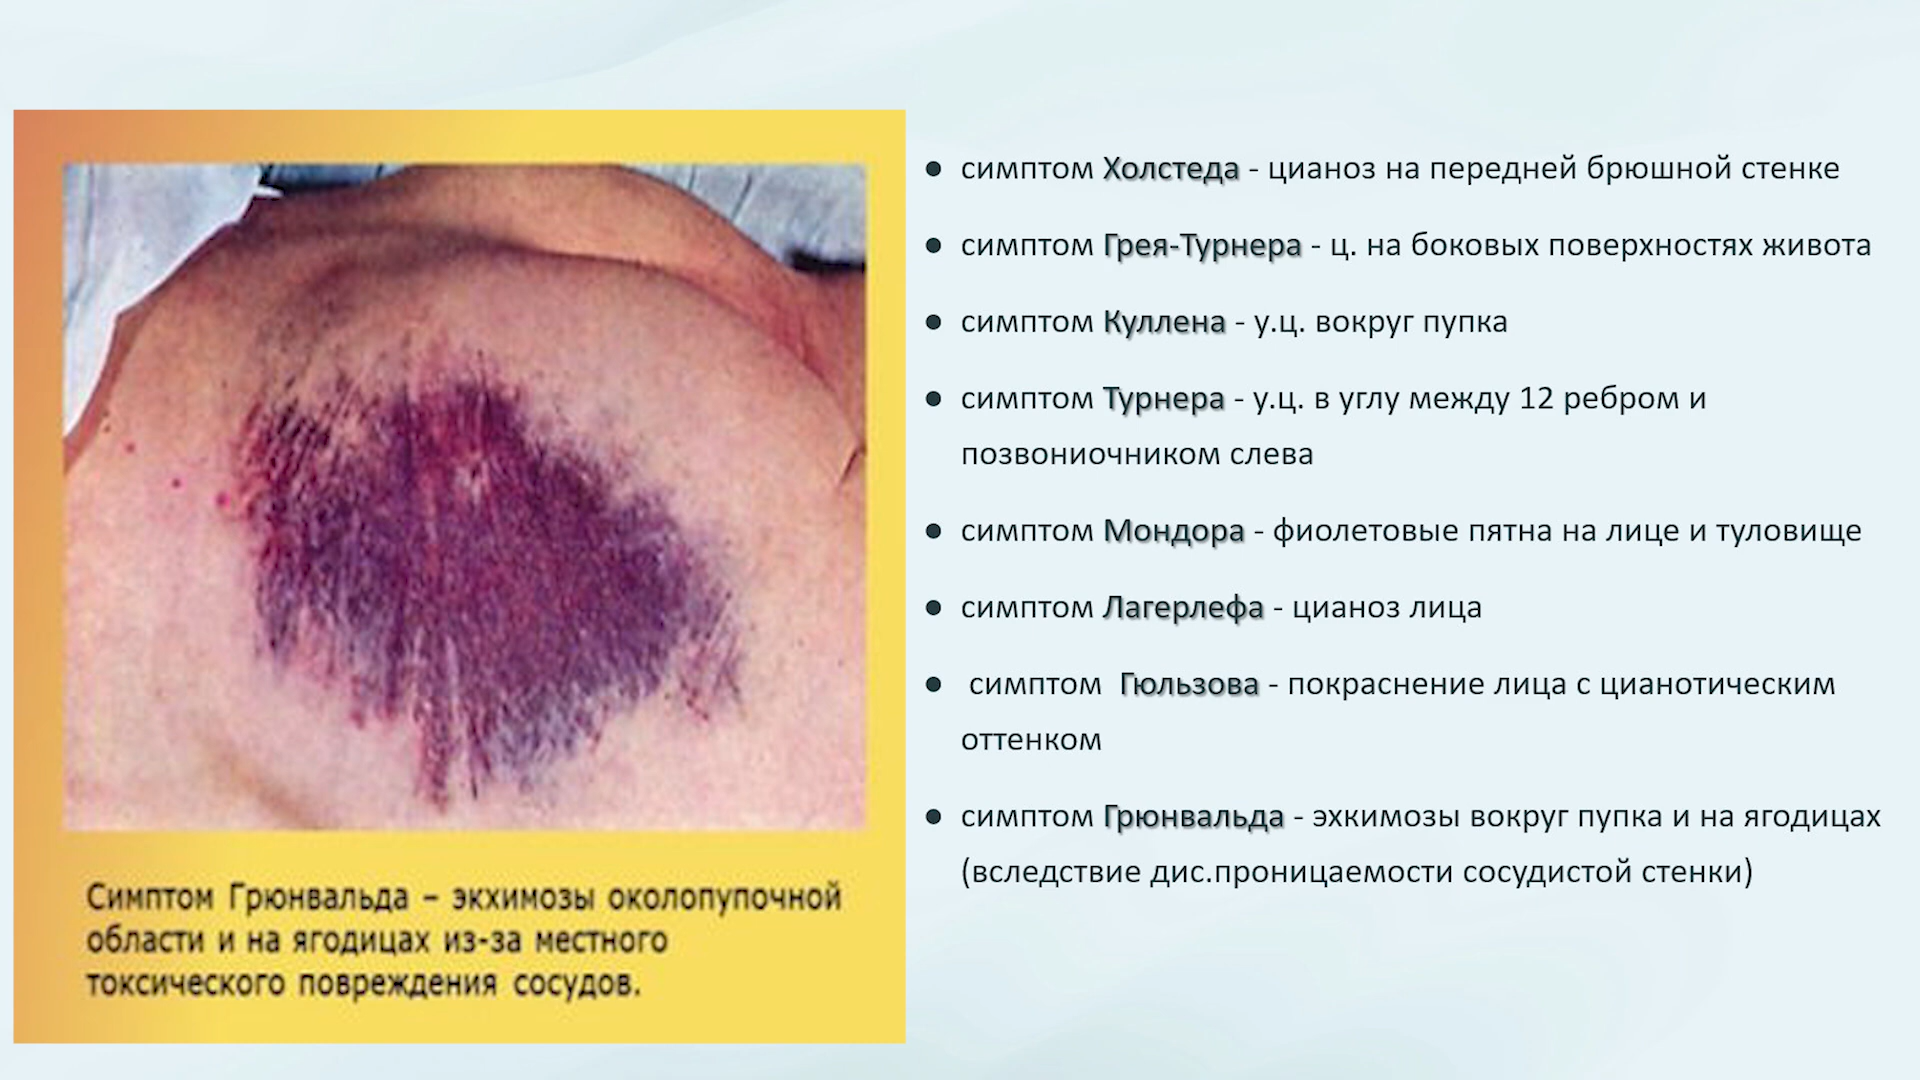 ● симптом Холстеда - цианоз на передней брюшной стенке
● симптом Грея-Турнера - ц. на боковых поверхностях живота
● симптом Куллена - у.ц. вокруг пупка
● симптом Турнера - у.ц. в углу между 12 ребром и
позвониочником слева
● симптом Мондора - фиолетовые пятна на лице и туловище
● симптом Лагерлефа - цианоз лица
● симптом Гюльзова - покраснение лица с цианотическим
оттенком
● симптом Грюнвальда - эхкимозы вокруг пупка и на ягодицах
(вследствие дис.проницаемости сосудистой стенки)
Симптом Грюнвальда – экхимозы околопупочной
области и на ягодицах из-за местного
токсического повреждения сосудов.